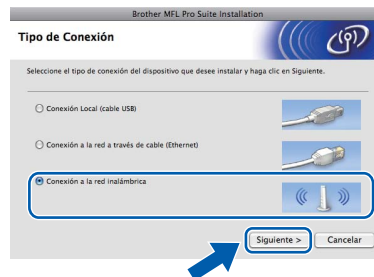 Brother MFL Pro Suite Installation
Tipo de Conexión
Seleccione el tipo de conexión del dispositivo que desee instalar y haga clic en Siguiente.
Conexión Local (cable USB)
Conexión a la red a través de cable (Ethernet)
Conexión a la red inalámbrica
Siguiente >
Cancelar